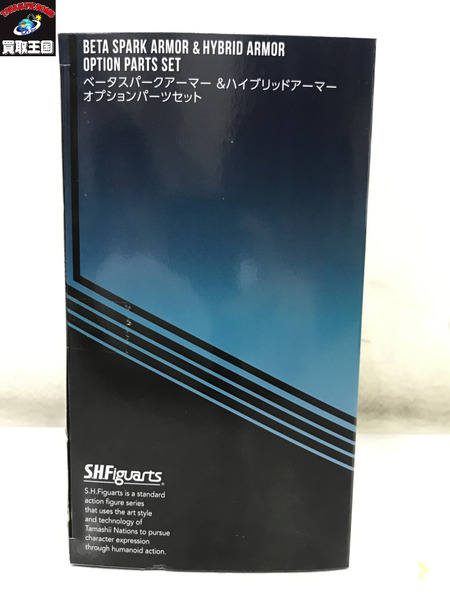 買取王国
BETA SPARK ARMOR & HYBRID ARMOR
OPTION PARTS SET
ベータスパークアーマー &ハイブリッドアーマー
オプションパーツセット
S.H.Figuarts®
S.H.Figuarts is a standard
action figure series
that uses the art style
and technology of
Tamashii Nations to pursue
character expression
through humanoid action.